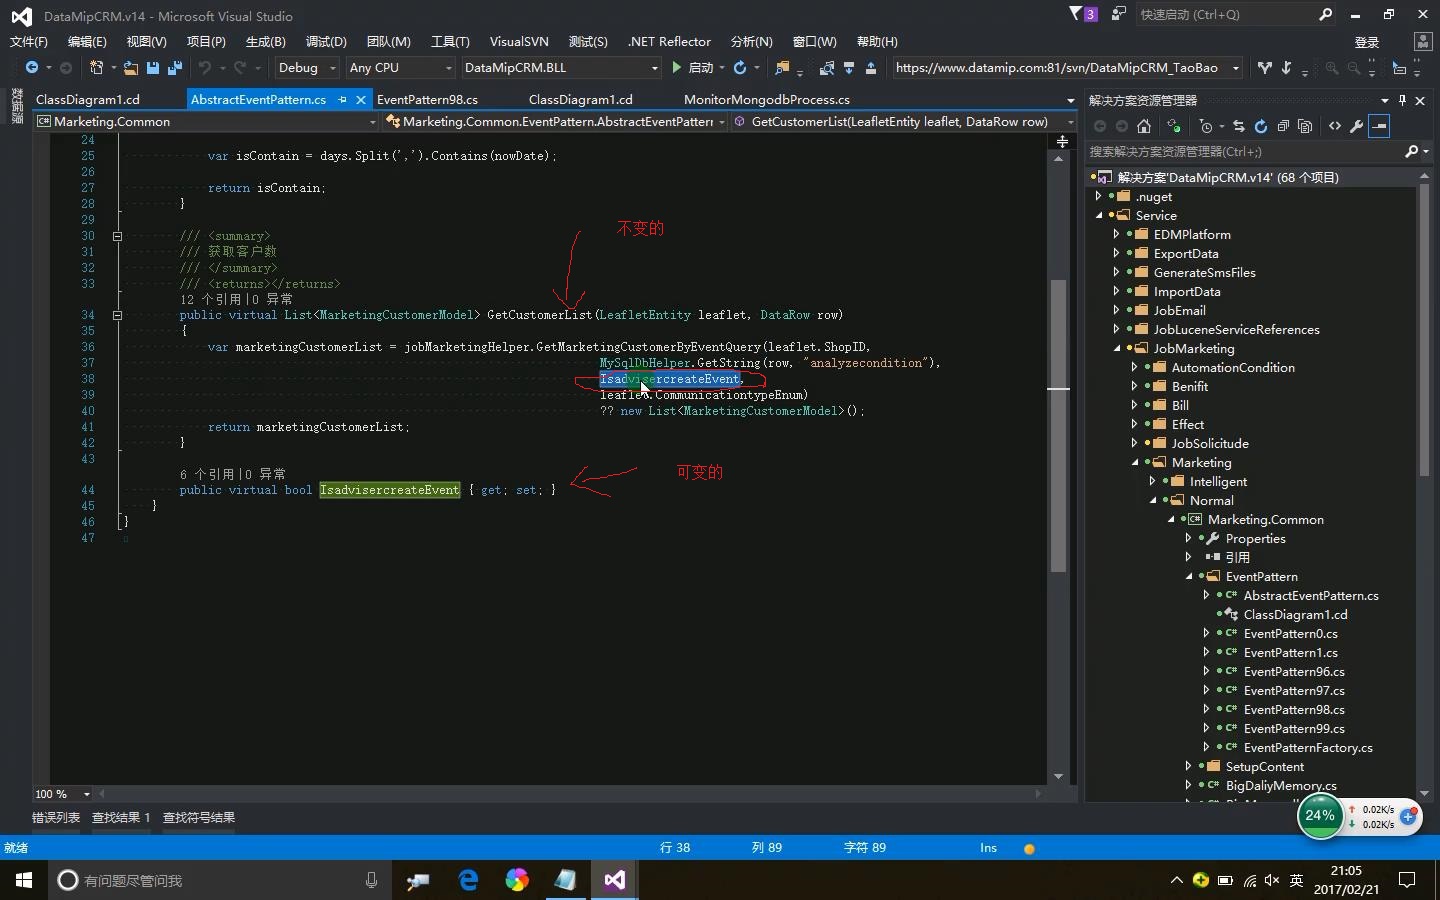 DataMipCRM.v14 - Microsoft Visual Studio
3
快速启动 (Ctrl+Q)
文件(F) 编辑(E) 视图(V) 项目(P) 生成(B) 调试(D) 团队(M) 工具(T) VisualSVN 测试(S) .NET Reflector 分析(N) 窗口(W) 帮助(H)
登录
Debug Any CPU DataMipCRM.BLL 启动 https://www.datamip.com:81/svn/DataMipCRM_TaoBao
ClassDiagram1.cd AbstractEventPattern.cs EventPattern98.cs ClassDiagram1.cd MonitorMongodbProcess.cs
Marketing.Common Marketing.Common.EventPattern.AbstractEventPattern GetCustomerList(LeafletEntity leaflet, DataRow row)
24
25 var isContain = days.Split(',').Contains(nowDate);
26
27 return isContain;
28 }
29
30 /// <summary>
31 /// 获取客户数
32 /// </summary>
33 /// <returns></returns>
12 个引用|0 异常
34 public virtual List<MarketingCustomerModel> GetCustomerList(LeafletEntity leaflet, DataRow row)
35 {
36 var marketingCustomerList = jobMarketingHelper.GetMarketingCustomerByEventQuery(leaflet.ShopID,
37 MySqlDbHelper.GetString(row, "analyzecondition"),
38 IsadvisercreateEvent,
39 leaflet.CommunicationtypeEnum)
40 ?? new List<MarketingCustomerModel>();
41 return marketingCustomerList;
42 }
43
6 个引用|0 异常
44 public virtual bool IsadvisercreateEvent { get; set; }
45 }
46 }
47
不变的
可变的
100 %
解决方案资源管理器
搜索解决方案资源管理器(Ctrl+;)
解决方案'DataMipCRM.v14' (68 个项目)
.nuget
Service
EDMPlatform
ExportData
GenerateSmsFiles
ImportData
JobEmail
JobLuceneServiceReferences
JobMarketing
AutomationCondition
Benifit
Bill
Effect
JobSolicitude
Marketing
Intelligent
Normal
Marketing.Common
Properties
引用
EventPattern
AbstractEventPattern.cs
ClassDiagram1.cd
EventPattern0.cs
EventPattern1.cs
EventPattern96.cs
EventPattern97.cs
EventPattern98.cs
EventPattern99.cs
EventPatternFactory.cs
SetupContent
BigDaliyMemory.cs
24%
0.02K/s
0.02K/s
错误列表 查找结果 1 查找符号结果
就绪 行 38 列 89 字符 89 Ins
有问题尽管问我
英
21:05
2017/02/21